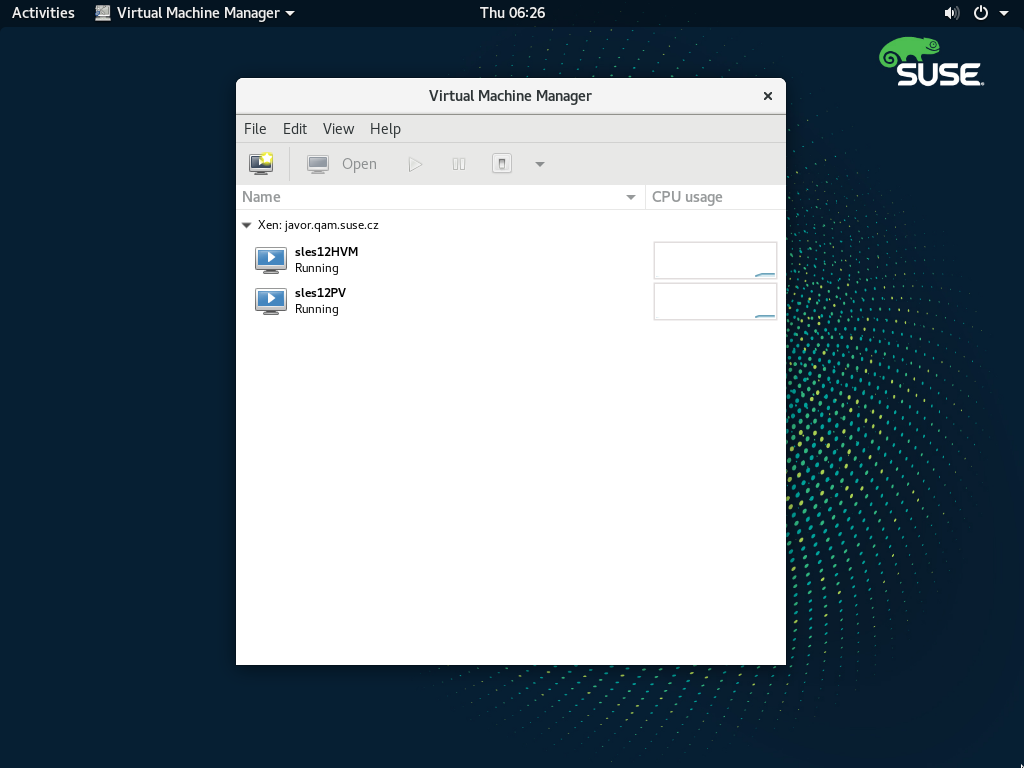 Activities Virtual Machine Manager Thu 06:26
SUSE
Virtual Machine Manager
File Edit View Help
Open
Name CPU usage
Xen: javor.qam.suse.cz
sles12HVM
Running
sles12PV
Running